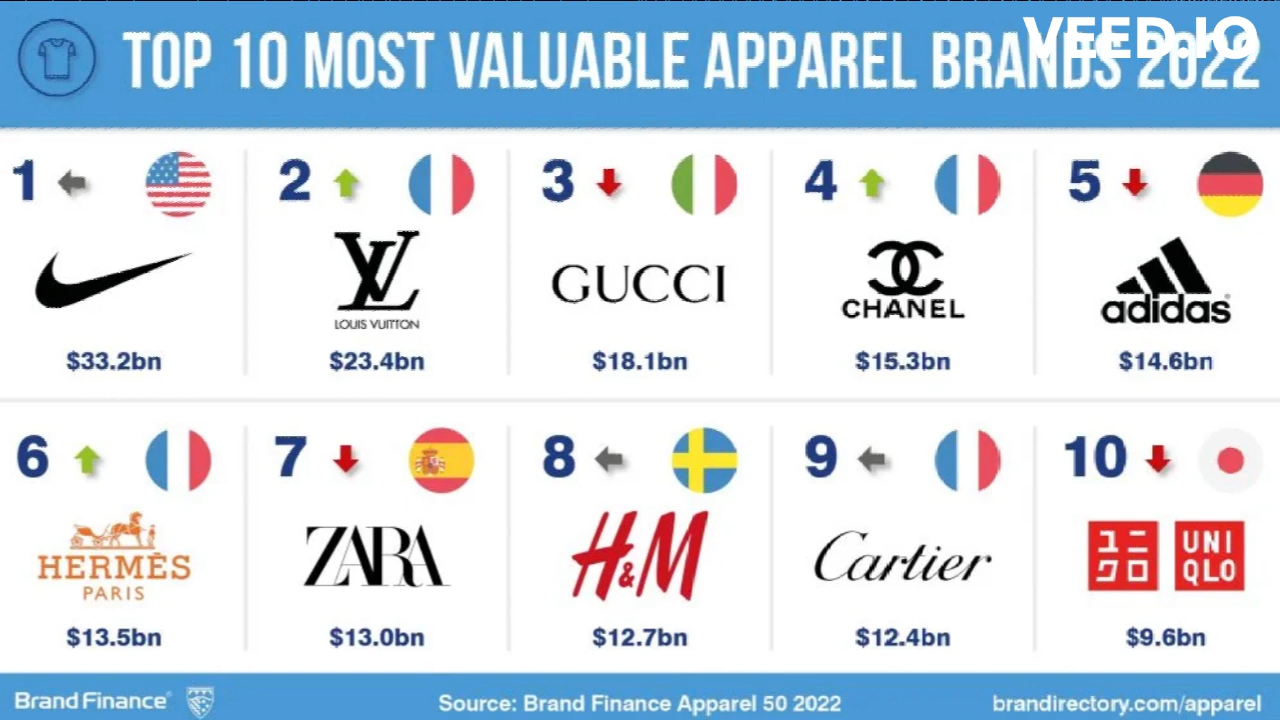 VEED.IO
TOP 10 MOST VALUABLE APPAREL BRANDS 2022
1
2
3
4
5
LOUIS VUITTON
GUCCI
CHANEL
adidas®
$33.2bn
$23.4bn
$18.1bn
$15.3bn
$14.6bn
6
7
8
9
10
HERMÈS
PARIS
ZARA
H&M
Cartier
ユニ
クロ
UNI
QLO
$13.5bn
$13.0bn
$12.7bn
$12.4bn
$9.6bn
Brand Finance®
Source: Brand Finance Apparel 50 2022
brandirectory.com/apparel